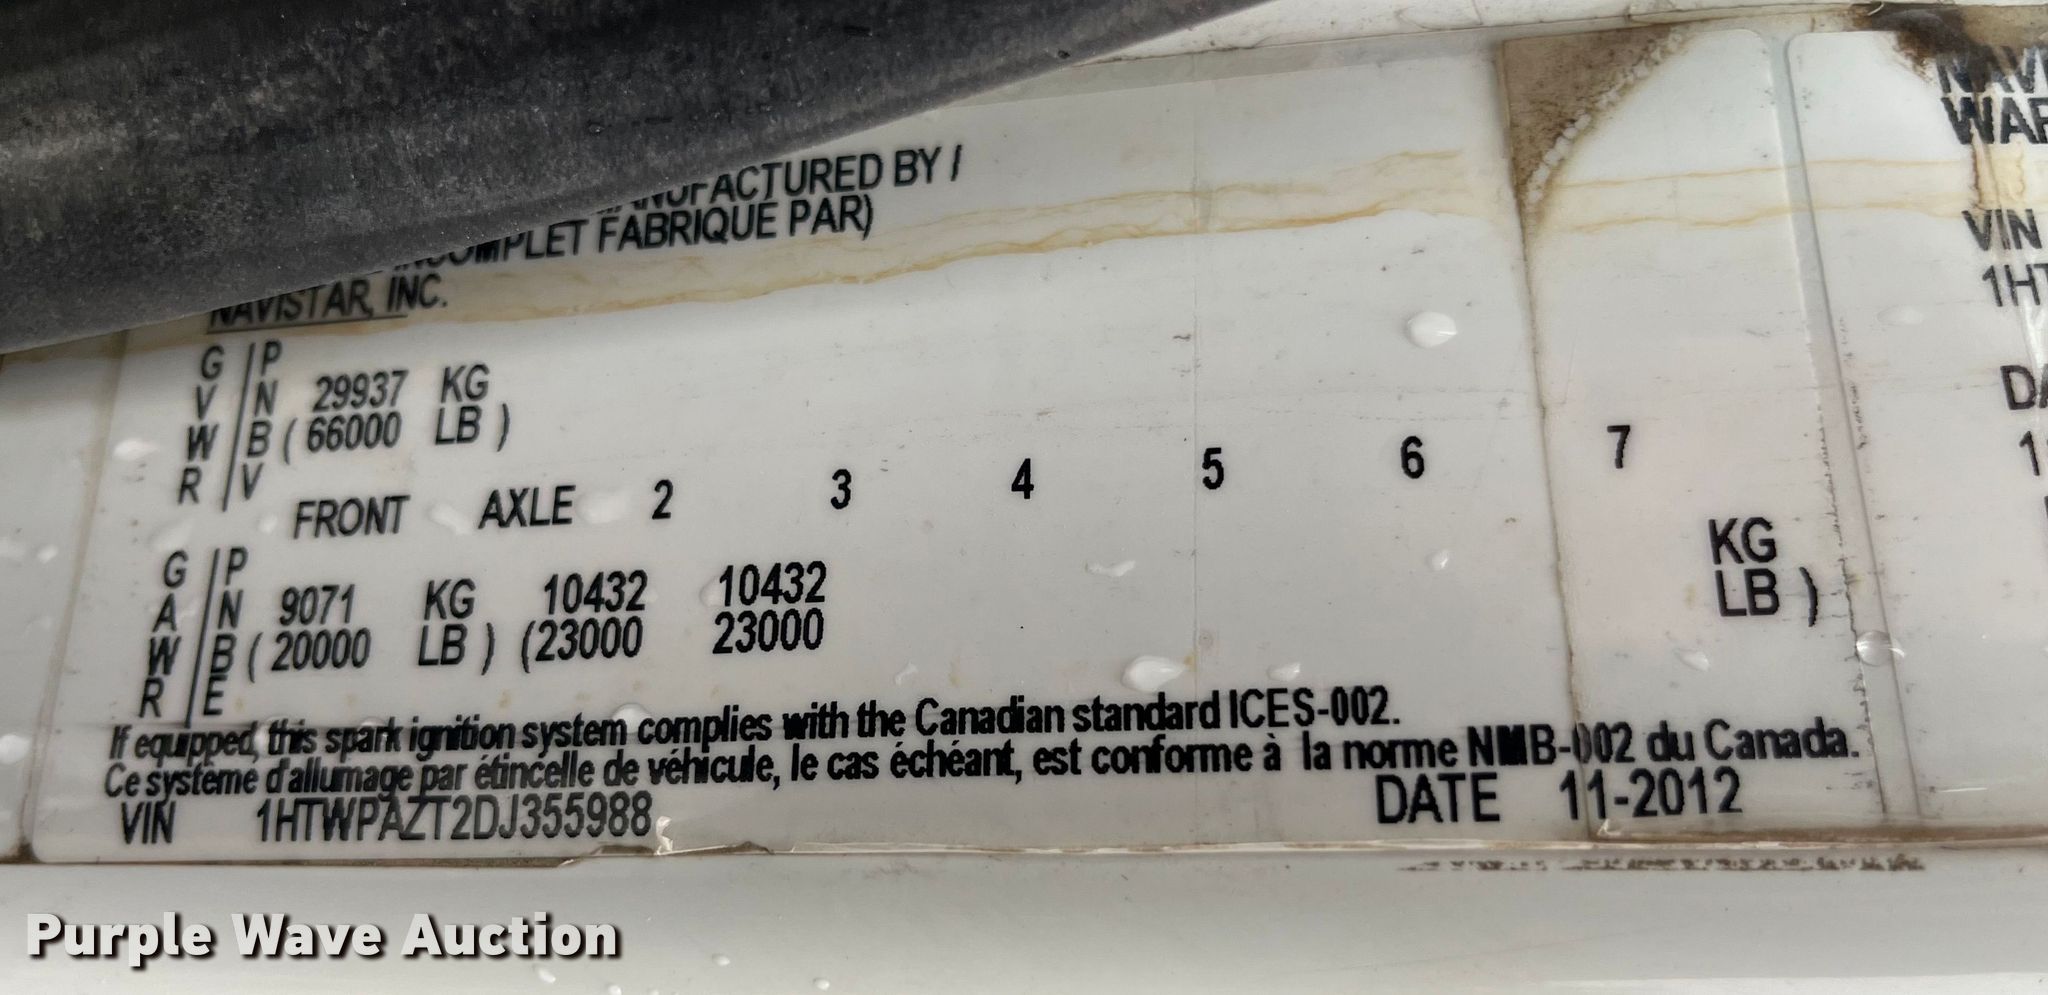 MANUFACTURED BY /
INCOMPLET FABRIQUE PAR)
NAVISTAR, INC.
G / P
V / N 29937 KG
W / B ( 66000 LB )
R / V
FRONT AXLE 2 3 4 5 6 7
G / P
A / N 9071 KG 10432 10432 KG
W / B ( 20000 LB ) (23000 23000 LB )
R / E
If equipped, this spark ignition system complies with the Canadian standard ICES-002.
Ce système d'allumage par étincelle de véhicule, le cas échéant, est conforme à la norme NMB-002 du Canada.
VIN 1HTWPAZT2DJ355988 DATE 11-2012
VIN
1HT
Purple Wave Auction